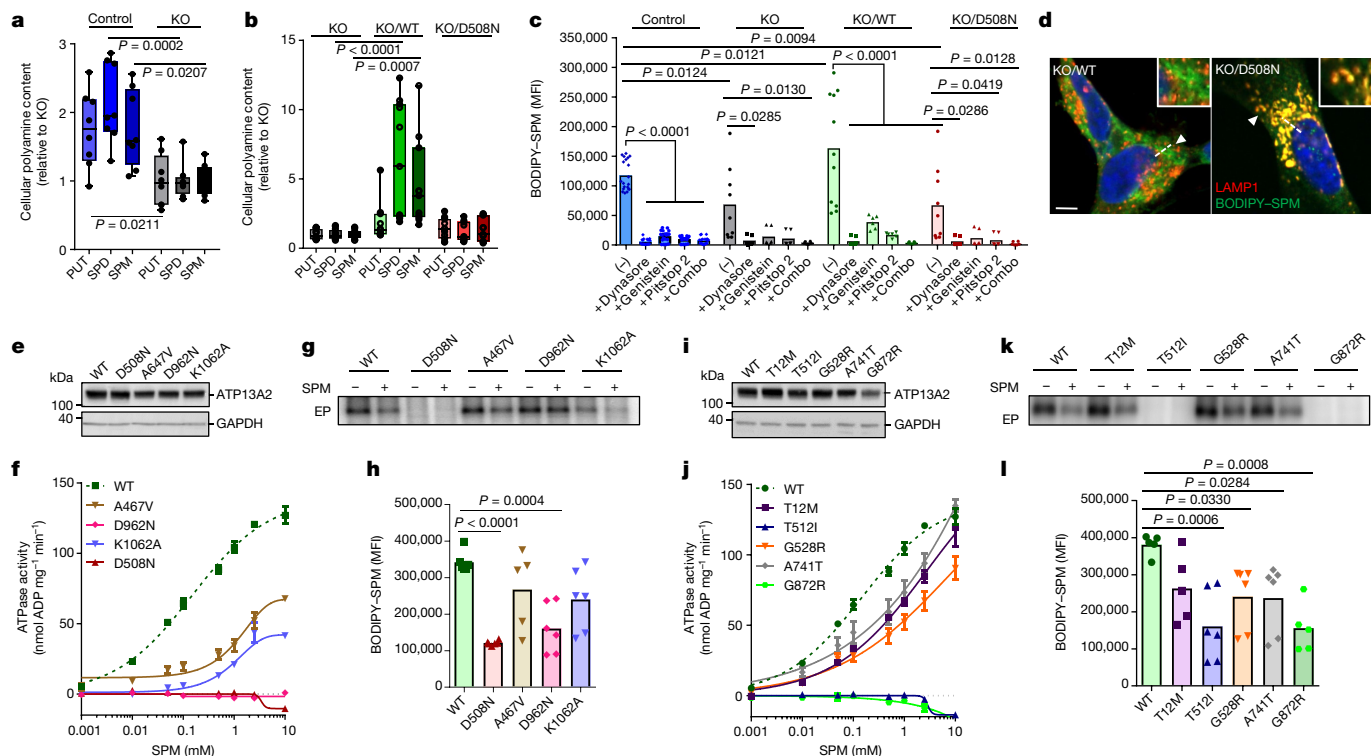 a
Control
KO
P = 0.0002
P = 0.0207
P = 0.0211
Cellular polyamine content
(relative to KO)
3
2
1
0
PUT
SPD
SPM
PUT
SPD
SPM
b
KO
KO/WT
KO/D508N
P < 0.0001
P = 0.0007
Cellular polyamine content
(relative to KO)
15
10
5
0
PUT
SPD
SPM
PUT
SPD
SPM
PUT
SPD
SPM
c
Control
KO
KO/WT
KO/D508N
P = 0.0094
P = 0.0121
P < 0.0001
P = 0.0128
P = 0.0124
P = 0.0130
P = 0.0419
P = 0.0285
P = 0.0286
P < 0.0001
BODIPY–SPM (MFI)
350,000
300,000
250,000
200,000
150,000
100,000
50,000
0
(-)
+Dynasore
+Genistein
+Pitstop 2
+Combo
(-)
+Dynasore
+Genistein
+Pitstop 2
+Combo
(-)
+Dynasore
+Genistein
+Pitstop 2
+Combo
(-)
+Dynasore
+Genistein
+Pitstop 2
+Combo
d
KO/WT
KO/D508N
LAMP1
BODIPY–SPM
e
WT
D508N
A647V
D962N
K1062A
kDa
100
40
ATP13A2
GAPDH
g
WT
D508N
A467V
D962N
K1062A
SPM
– + – + – + – + – +
EP
i
WT
T12M
T512I
G528R
A741T
G872R
kDa
100
40
ATP13A2
GAPDH
k
WT
T12M
T512I
G528R
A741T
G872R
SPM
– + – + – + – + – + – +
EP
f
WT
A467V
D962N
K1062A
D508N
ATPase activity
(nmol ADP mg⁻¹ min⁻¹)
150
100
50
0
0.001
0.01
0.1
1
10
SPM (mM)
h
P = 0.0004
P < 0.0001
BODIPY–SPM (MFI)
500,000
400,000
300,000
200,000
100,000
0
WT
D508N
A467V
D962N
K1062A
j
WT
T12M
T512I
G528R
A741T
G872R
ATPase activity
(nmol ADP mg⁻¹ min⁻¹)
150
100
50
0
0.001
0.01
0.1
1
10
SPM (mM)
l
P = 0.0008
P = 0.0284
P = 0.0330
P = 0.0006
BODIPY–SPM (MFI)
500,000
400,000
300,000
200,000
100,000
0
WT
T12M
T512I
G528R
A741T
G872R